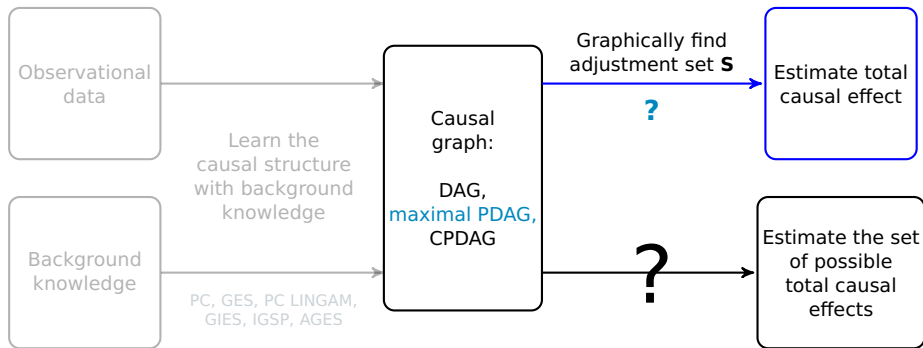 Observational
data
Background
knowledge
Learn the
causal structure
with background
knowledge
PC, GES, PC LINGAM,
GIES, IGSP, AGES
Causal
graph:
DAG,
maximal PDAG,
CPDAG
Graphically find
adjustment set S
?
Estimate total
causal effect
?
Estimate the set
of possible
total causal
effects